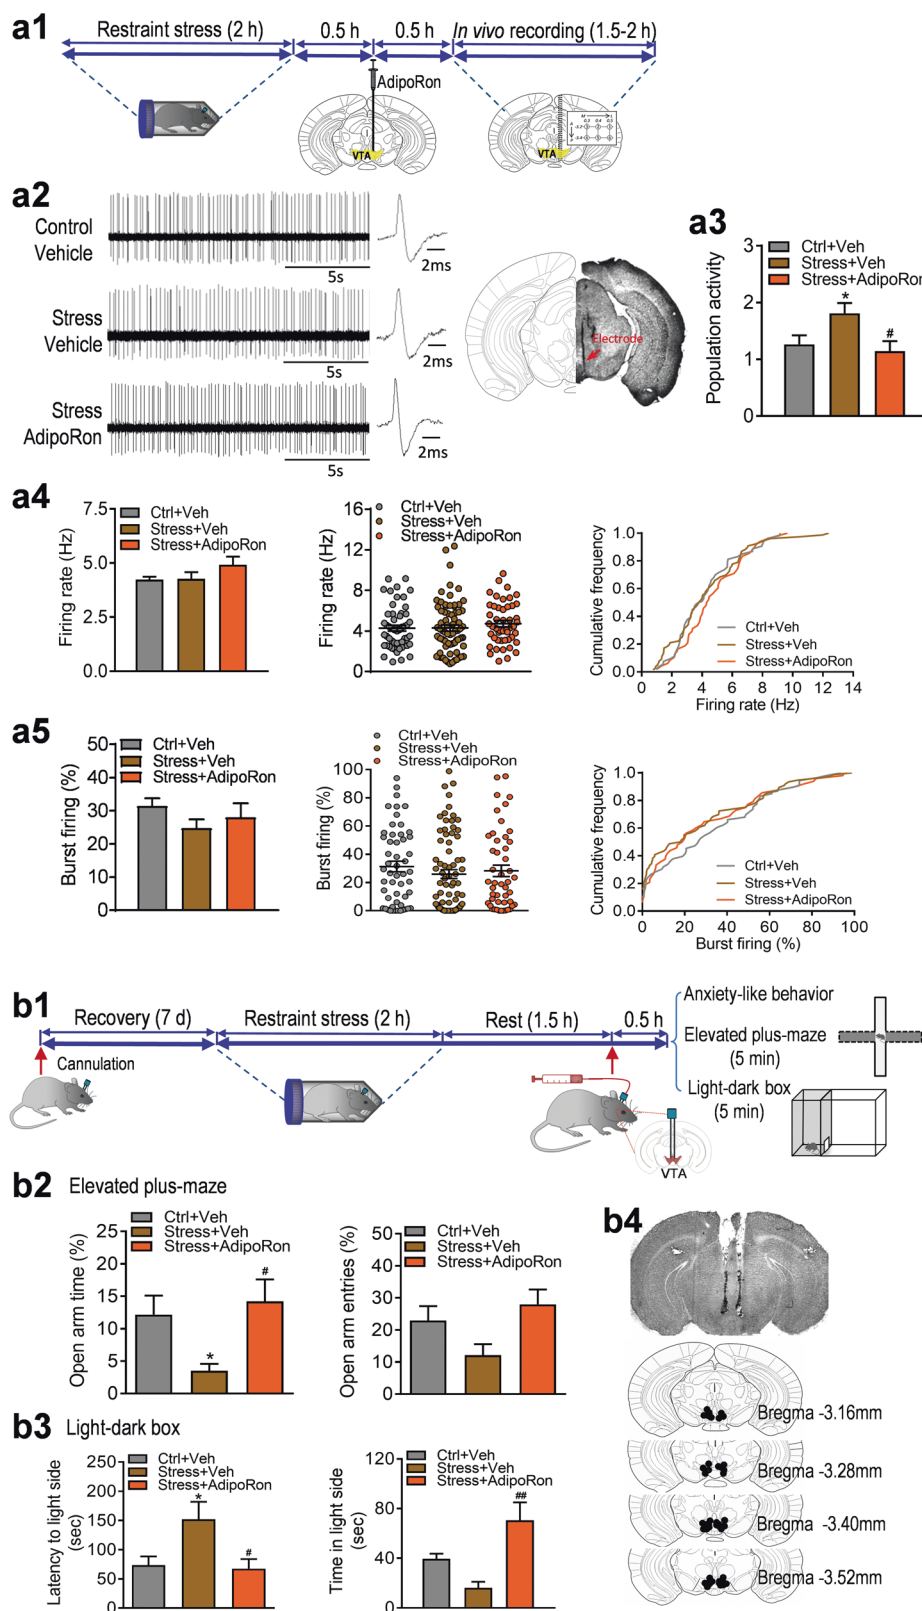 a1
Restraint stress (2 h)
0.5 h
0.5 h
In vivo recording (1.5-2 h)
AdipoRon
VTA
VTA
M
L
0.3 0.4 0.5
-3.2
-3.4
a2
Control
Vehicle
5s
2ms
Stress
Vehicle
5s
2ms
Stress
AdipoRon
5s
2ms
Electrode
a3
Population activity
3
2
1
0
Ctrl+Veh
Stress+Veh
Stress+AdipoRon
*
#
a4
Firing rate (Hz)
7.5
5.0
2.5
0.0
Ctrl+Veh
Stress+Veh
Stress+AdipoRon
Firing rate (Hz)
16
12
8
4
0
Ctrl+Veh
Stress+Veh
Stress+AdipoRon
Cumulative frequency
1.0
0.8
0.6
0.4
0.2
0.0
Ctrl+Veh
Stress+Veh
Stress+AdipoRon
0 2 4 6 8 10 12 14
Firing rate (Hz)
a5
Burst firing (%)
50
40
30
20
10
0
Ctrl+Veh
Stress+Veh
Stress+AdipoRon
Burst firing (%)
100
80
60
40
20
0
Ctrl+Veh
Stress+Veh
Stress+AdipoRon
Cumulative frequency
1.0
0.8
0.6
0.4
0.2
0.0
Ctrl+Veh
Stress+Veh
Stress+AdipoRon
0 20 40 60 80 100
Burst firing (%)
b1
Recovery (7 d)
Restraint stress (2 h)
Rest (1.5 h)
0.5 h
Cannulation
VTA
Anxiety-like behavior
Elevated plus-maze
(5 min)
Light-dark box
(5 min)
b2 Elevated plus-maze
Open arm time (%)
25
20
15
10
5
0
Ctrl+Veh
Stress+Veh
Stress+AdipoRon
*
#
Open arm entries (%)
60
50
40
30
20
10
0
Ctrl+Veh
Stress+Veh
Stress+AdipoRon
b3 Light-dark box
Latency to light side
(sec)
250
200
150
100
50
0
Ctrl+Veh
Stress+Veh
Stress+AdipoRon
*
#
Time in light side
(sec)
120
80
40
0
Ctrl+Veh
Stress+Veh
Stress+AdipoRon
##
b4
Bregma -3.16mm
Bregma -3.28mm
Bregma -3.40mm
Bregma -3.52mm